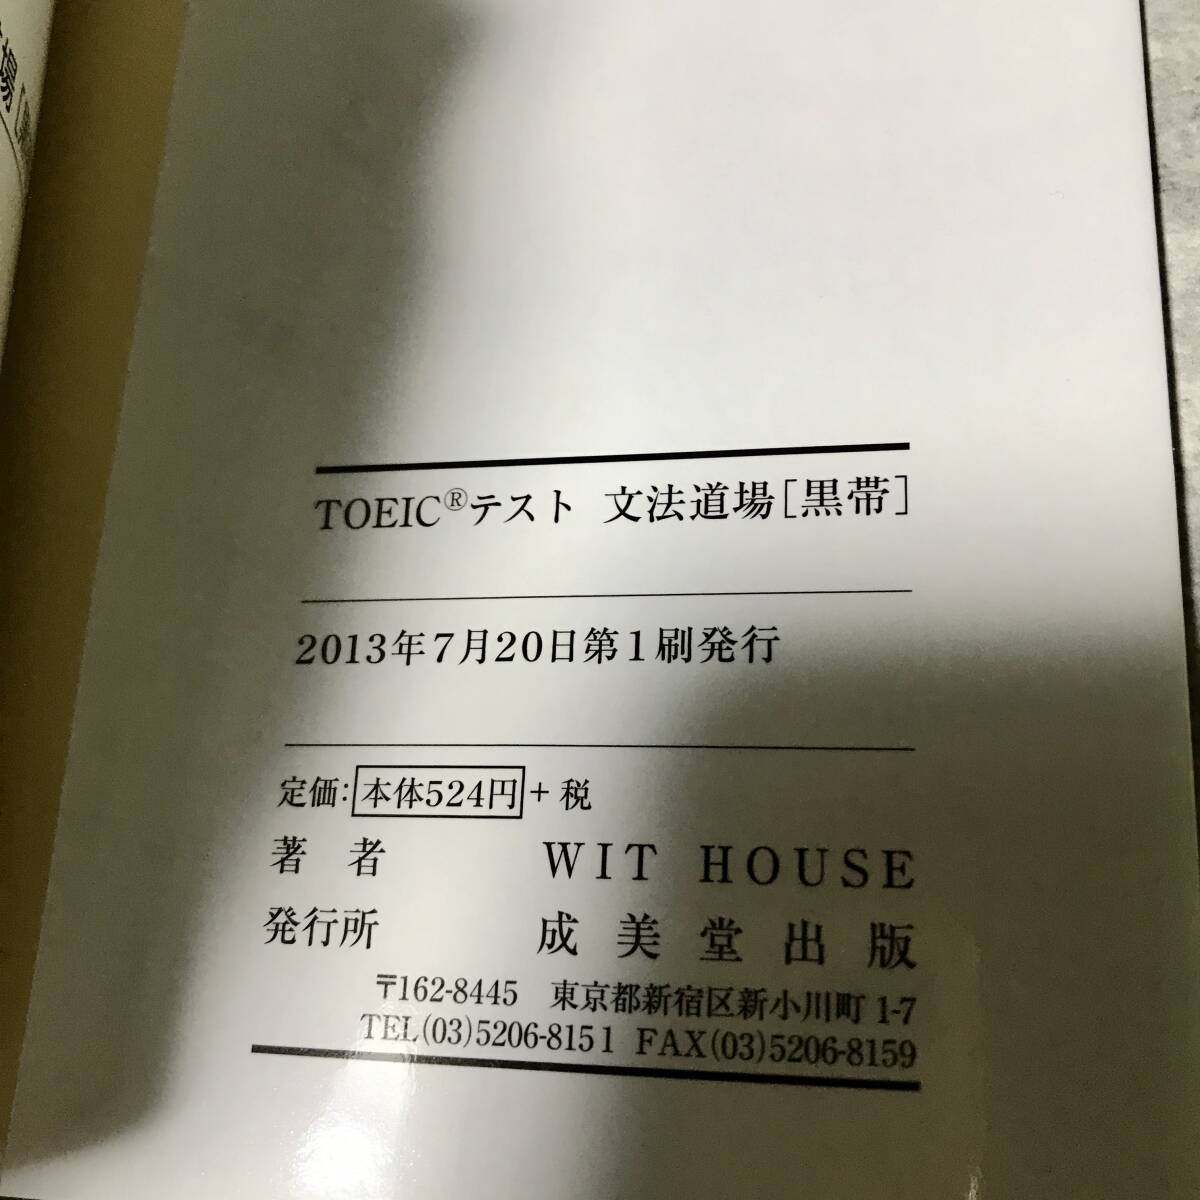 場
TOEIC®テスト 文法道場[黒帯]
2013年7月20日第1刷発行
定価：本体524円＋税
著　者　WIT HOUSE
発行所　成美堂出版
〒162-8445　東京都新宿区新小川町1-7
TEL(03)5206-8151 FAX(03)5206-8159